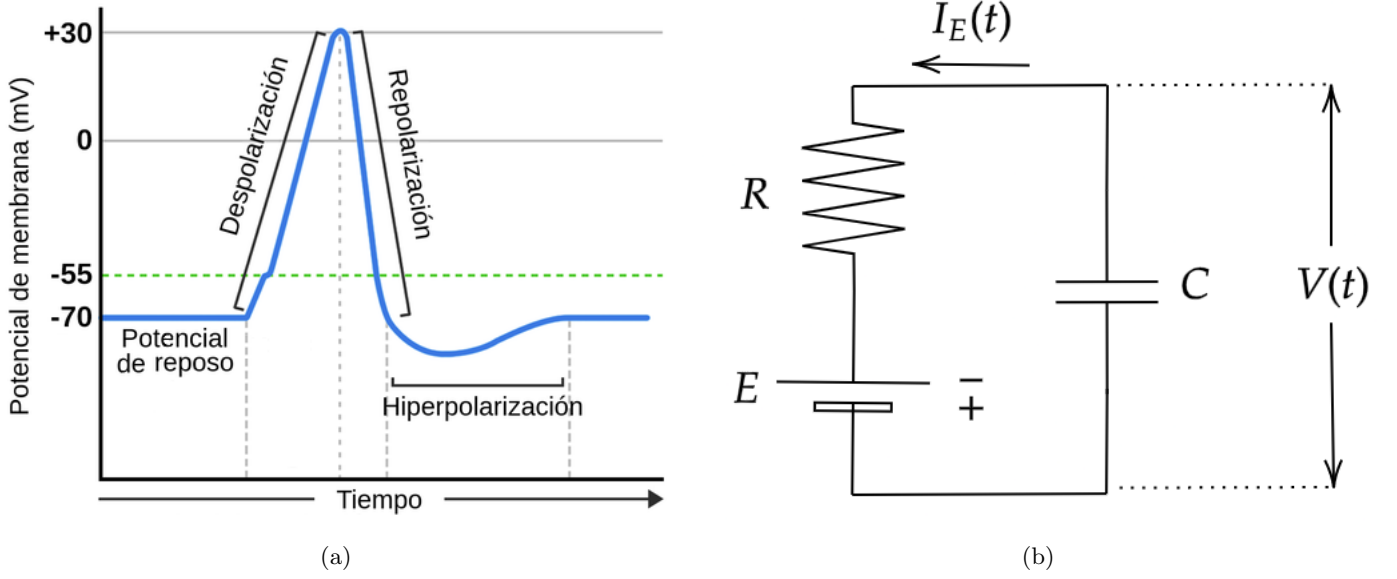 +30
0
-55
-70
Potencial de membrana (mV)
Despolarización
Repolarización
Potencial
de reposo
Hiperpolarización
Tiempo
(a)
I_E(t)
R
C
V(t)
E
−
+
(b)